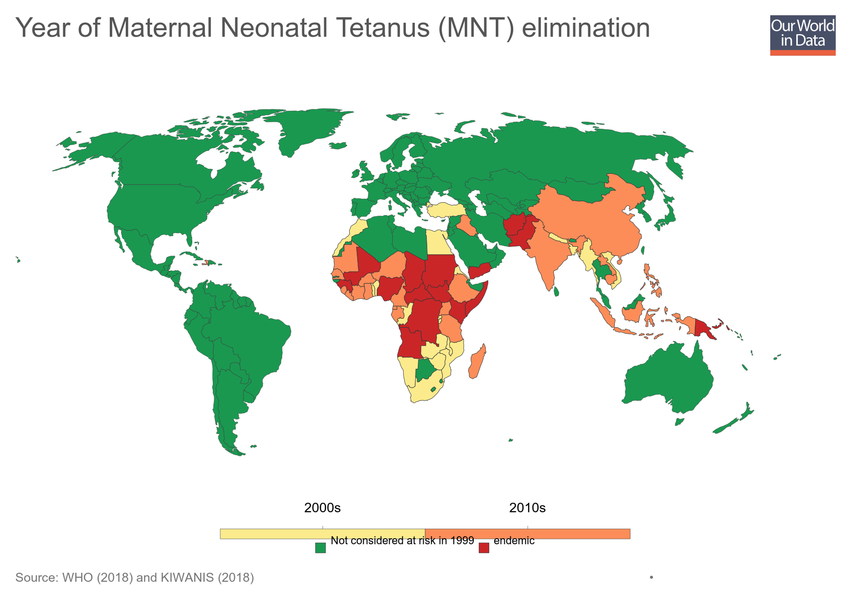 Year of Maternal Neonatal Tetanus (MNT) elimination
Our World
in Data
2000s
2010s
Not considered at risk in 1999
endemic
Source: WHO (2018) and KIWANIS (2018)